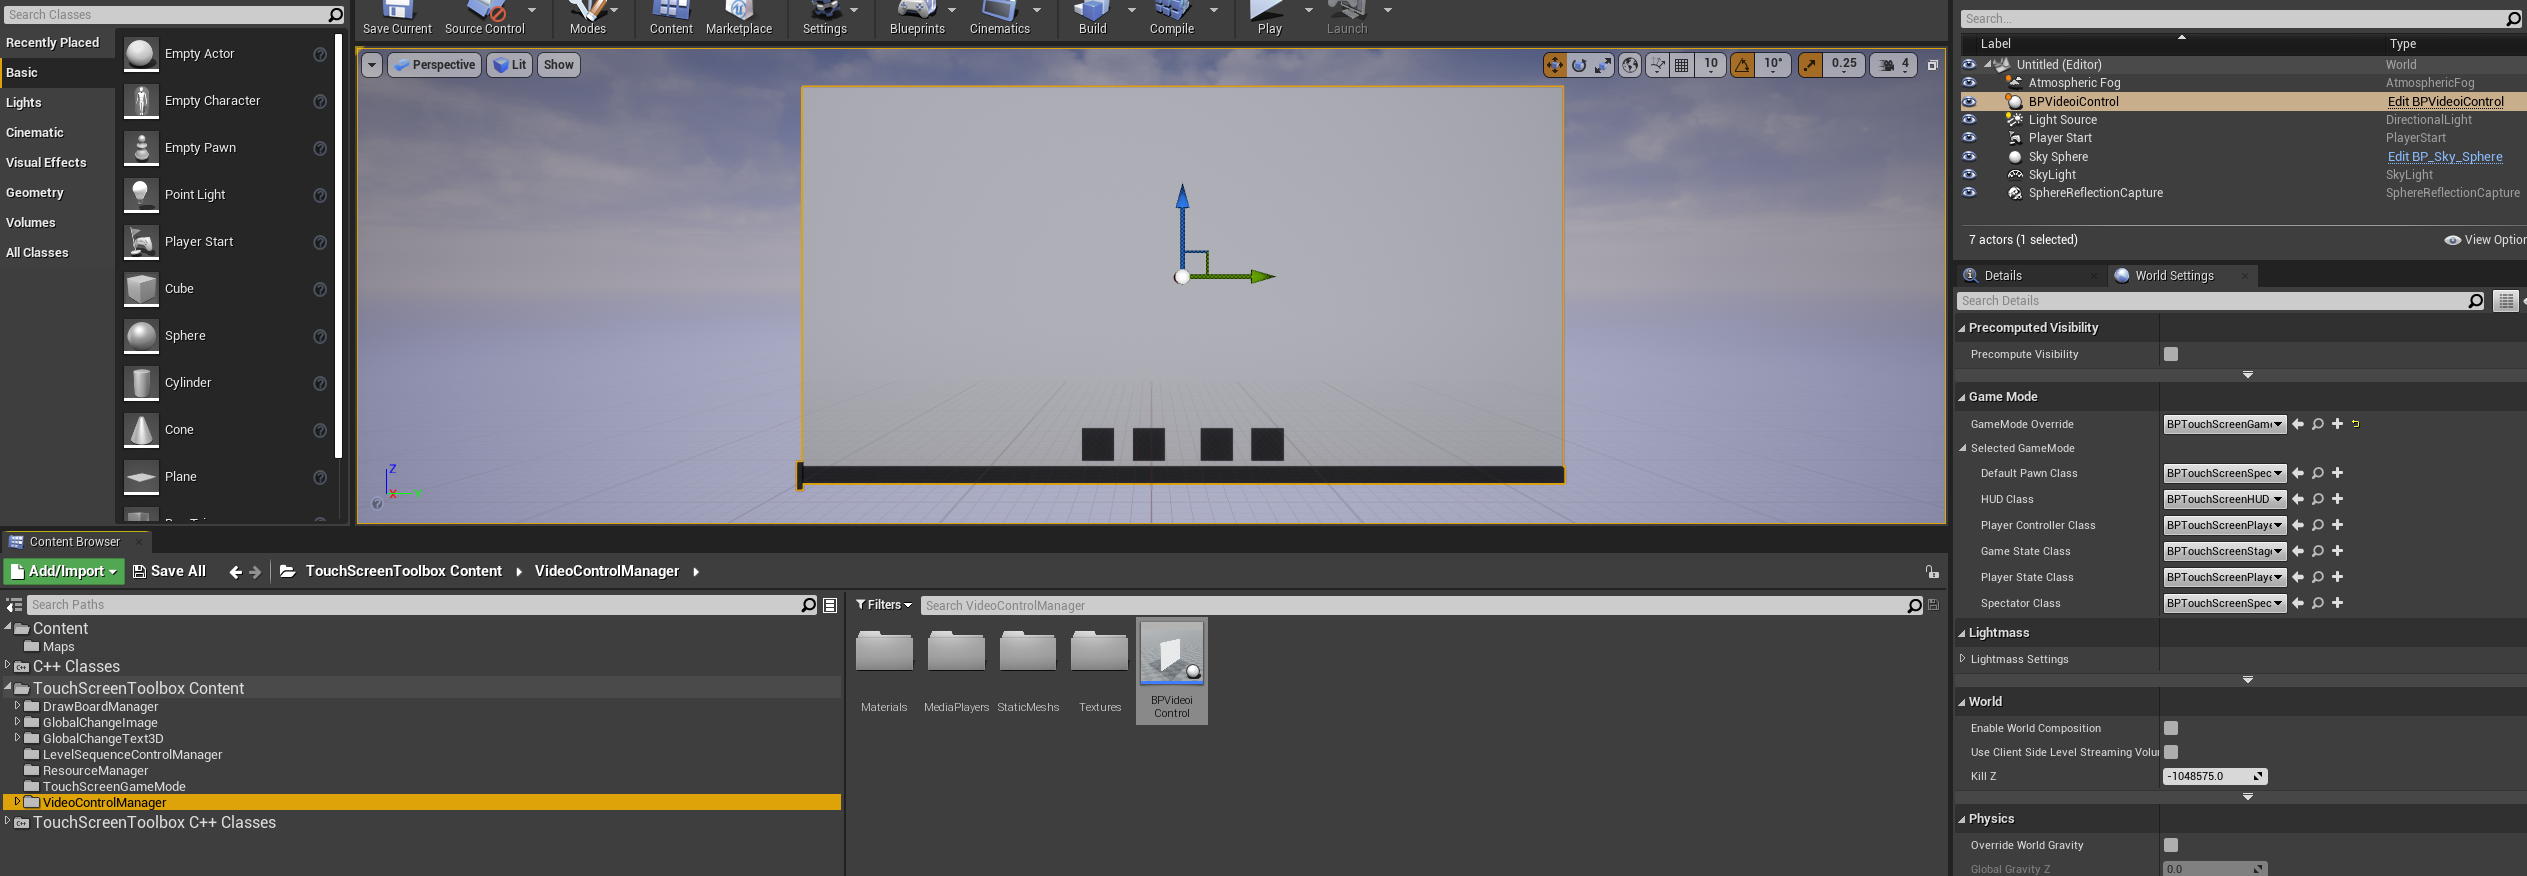 Search Classes
Recently Placed
Basic
Lights
Cinematic
Visual Effects
Geometry
Volumes
All Classes
Empty Actor
Empty Character
Empty Pawn
Point Light
Player Start
Cube
Sphere
Cylinder
Cone
Plane
Save Current
Source Control
Modes
Content
Marketplace
Settings
Blueprints
Cinematics
Build
Compile
Play
Launch
Perspective
Lit
Show
10
10°
0.25
4
Z
X
Y
Search...
Label Type
Untitled (Editor) World
Atmospheric Fog AtmosphericFog
BPVideoiControl Edit BPVideoiControl
Light Source DirectionalLight
Player Start PlayerStart
Sky Sphere Edit BP_Sky_Sphere
SkyLight SkyLight
SphereReflectionCapture SphereReflectionCapture
7 actors (1 selected) View Option
Details World Settings
Search Details
Precomputed Visibility
Precompute Visibility
Game Mode
GameMode Override BPTouchScreenGam
Selected GameMode
Default Pawn Class BPTouchScreenSpec
HUD Class BPTouchScreenHUD
Player Controller Class BPTouchScreenPlaye
Game State Class BPTouchScreenStag
Player State Class BPTouchScreenPlaye
Spectator Class BPTouchScreenSpec
Lightmass
Lightmass Settings
World
Enable World Composition
Use Client Side Level Streaming Volu
Kill Z -1048575.0
Physics
Override World Gravity
Global Gravity Z 0.0
Content Browser
Add/Import Save All TouchScreenToolbox Content VideoControlManager
Search Paths
Content
Maps
C++ Classes
TouchScreenToolbox Content
DrawBoardManager
GlobalChangeImage
GlobalChangeText3D
LevelSequenceControlManager
ResourceManager
TouchScreenGameMode
VideoControlManager
TouchScreenToolbox C++ Classes
Filters Search VideoControlManager
Materials
MediaPlayers
StaticMeshs
Textures
BPVideoi
Control